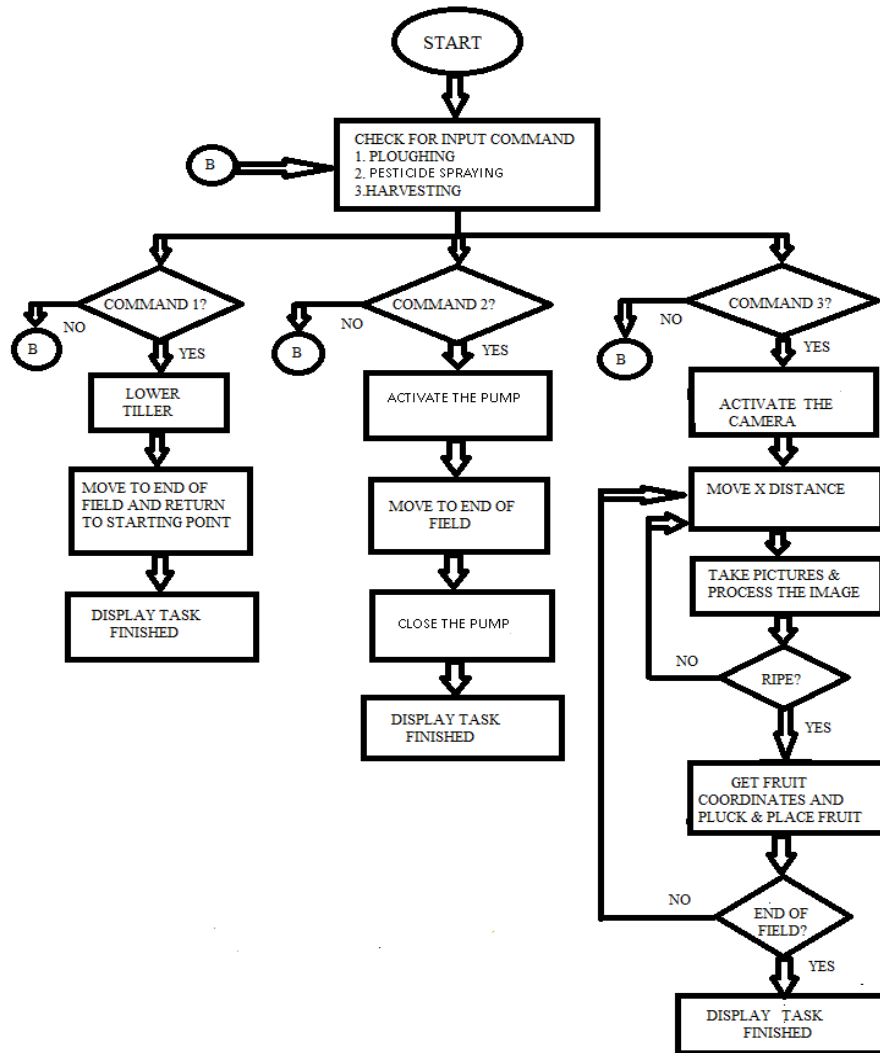 START
CHECK FOR INPUT COMMAND
1. PLOUGHING
2. PESTICIDE SPRAYING
3.HARVESTING
B
COMMAND 1?
NO
B
YES
LOWER
TILLER
MOVE TO END OF
FIELD AND RETURN
TO STARTING POINT
DISPLAY TASK
FINISHED
COMMAND 2?
NO
B
YES
ACTIVATE THE PUMP
MOVE TO END OF
FIELD
CLOSE THE PUMP
DISPLAY TASK
FINISHED
COMMAND 3?
NO
B
YES
ACTIVATE THE
CAMERA
MOVE X DISTANCE
TAKE PICTURES &
PROCESS THE IMAGE
RIPE?
NO
YES
GET FRUIT
COORDINATES AND
PLUCK & PLACE FRUIT
END OF
FIELD?
NO
YES
DISPLAY TASK
FINISHED